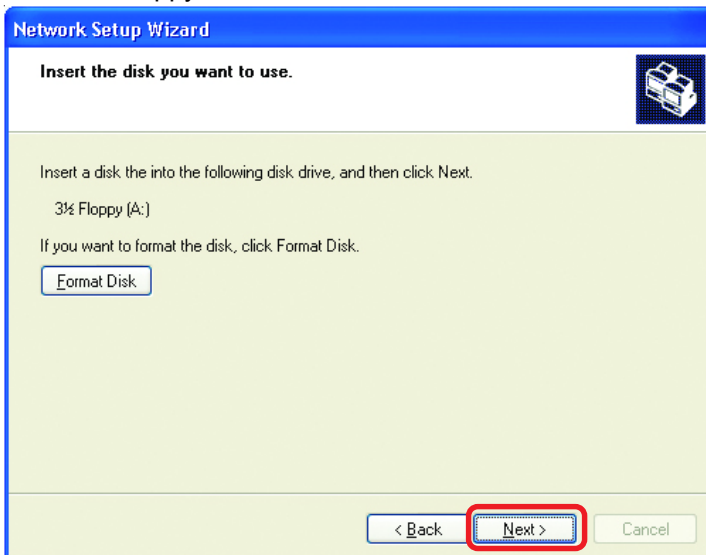 Network Setup Wizard
Insert the disk you want to use.
Insert a disk the into the following disk drive, and then click Next.
3½ Floppy (A:)
If you want to format the disk, click Format Disk.
Format Disk
< Back Next > Cancel